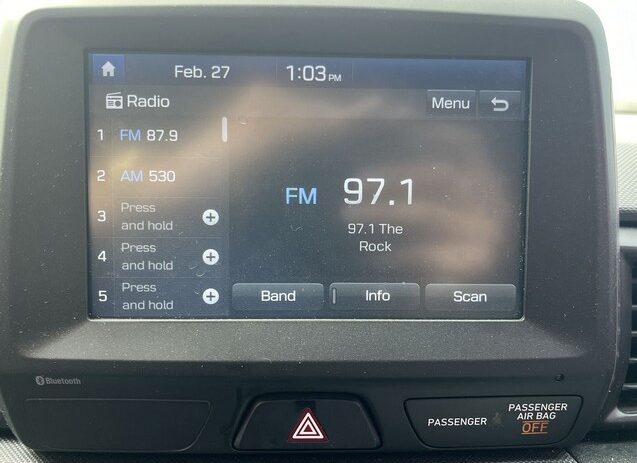 Feb. 27 1:03 PM
Radio Menu
1 FM 87.9
2 AM 530
3 Press and hold
4 Press and hold
5 Press and hold
FM 97.1
97.1 The
Rock
Band Info Scan
Bluetooth
PASSENGER
PASSENGER
AIR BAG
OFF